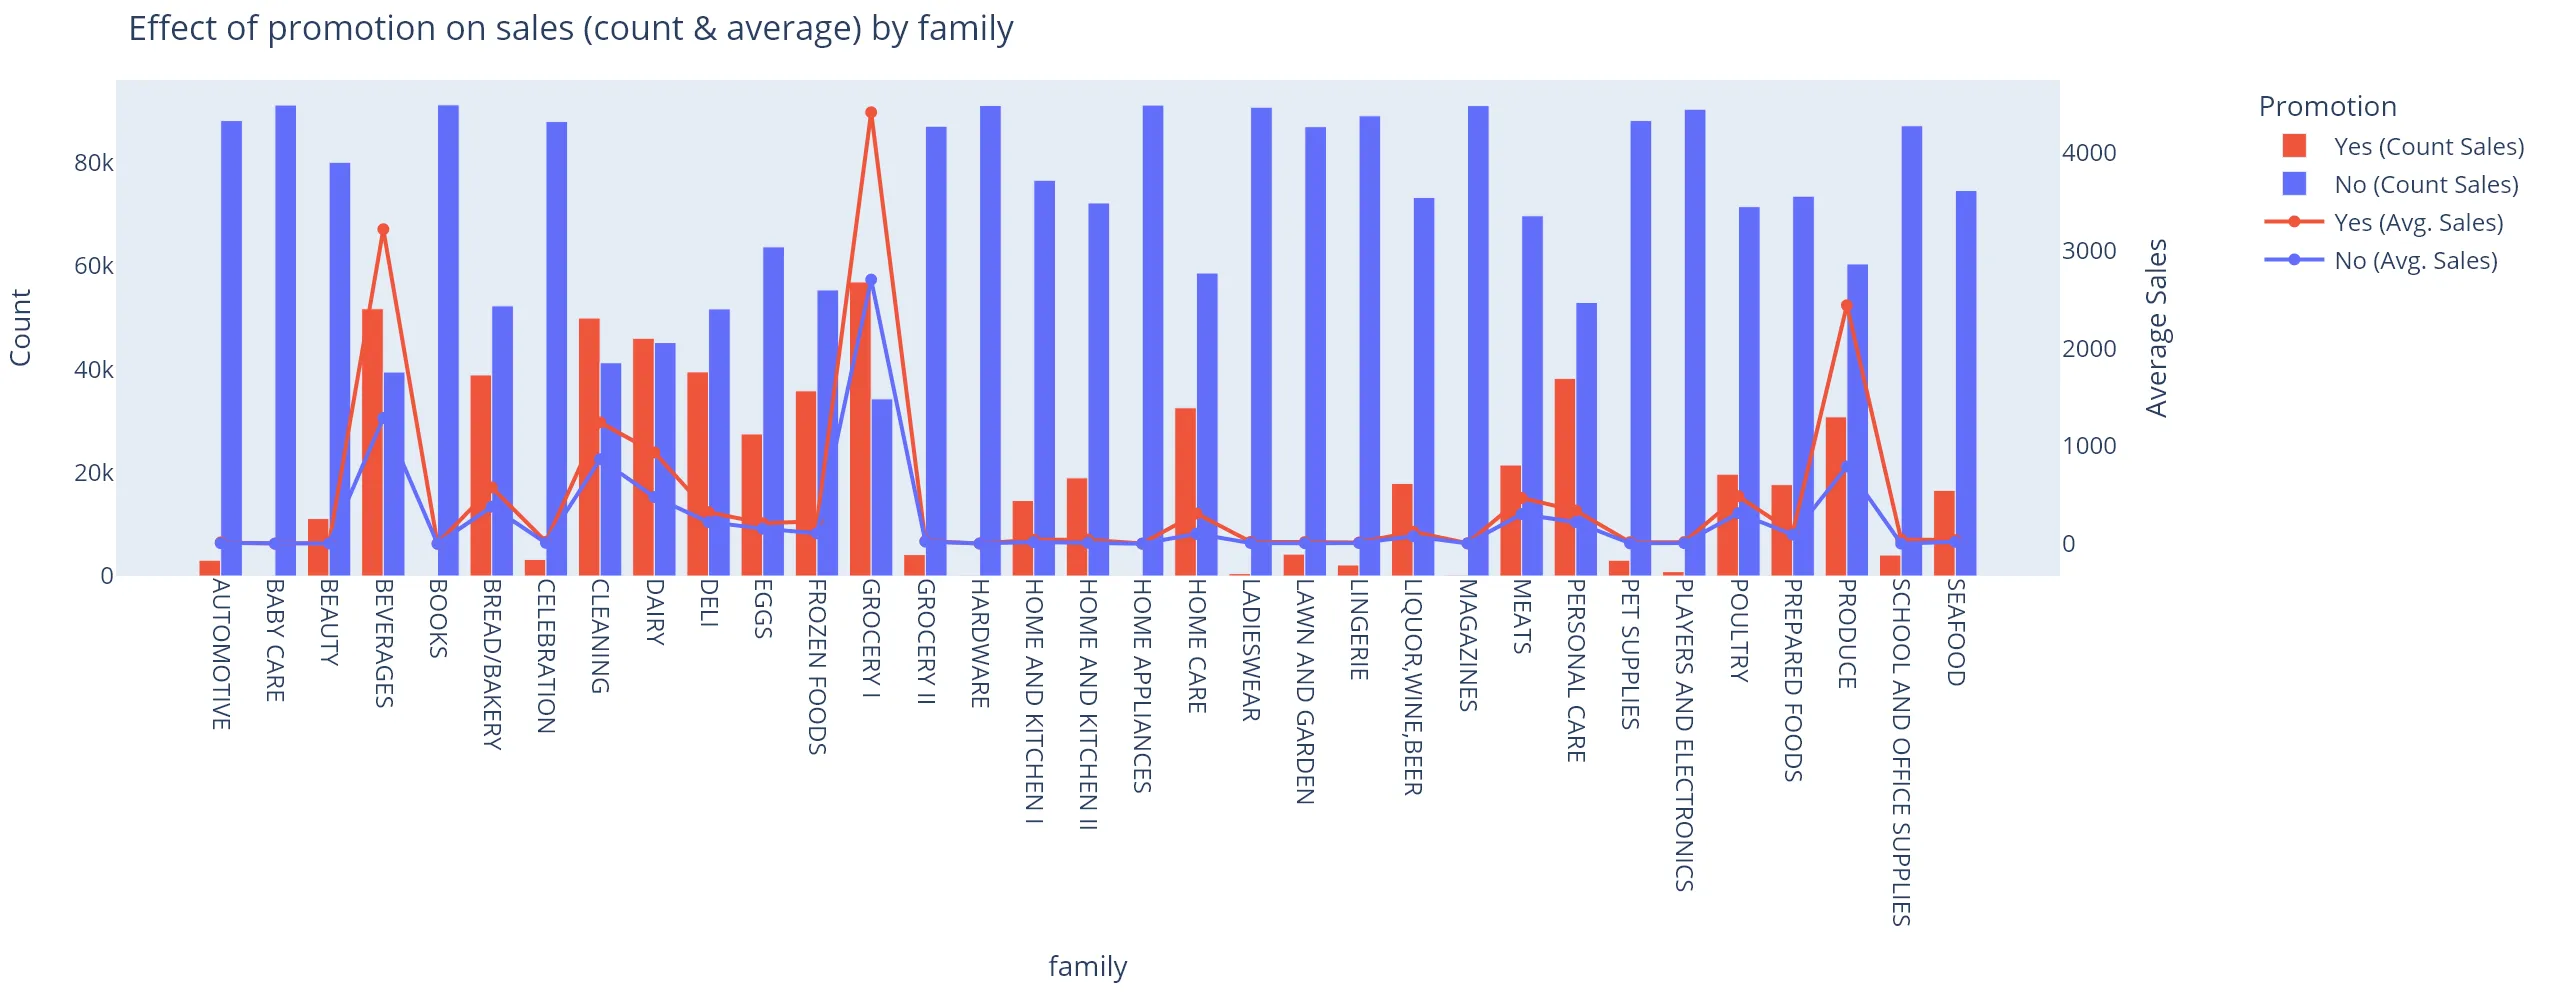 Effect of promotion on sales (count & average) by family
Promotion
Yes (Count Sales)
No (Count Sales)
Yes (Avg. Sales)
No (Avg. Sales)
Count
80k
60k
40k
20k
0
Average Sales
4000
3000
2000
1000
0
AUTOMOTIVE
BABY CARE
BEAUTY
BEVERAGES
BOOKS
BREAD/BAKERY
CELEBRATION
CLEANING
DAIRY
DELI
EGGS
FROZEN FOODS
GROCERY I
GROCERY II
HARDWARE
HOME AND KITCHEN I
HOME AND KITCHEN II
HOME APPLIANCES
HOME CARE
LADIESWEAR
LAWN AND GARDEN
LINGERIE
LIQUOR,WINE,BEER
MAGAZINES
MEATS
PERSONAL CARE
PET SUPPLIES
PLAYERS AND ELECTRONICS
POULTRY
PREPARED FOODS
PRODUCE
SCHOOL AND OFFICE SUPPLIES
SEAFOOD
family